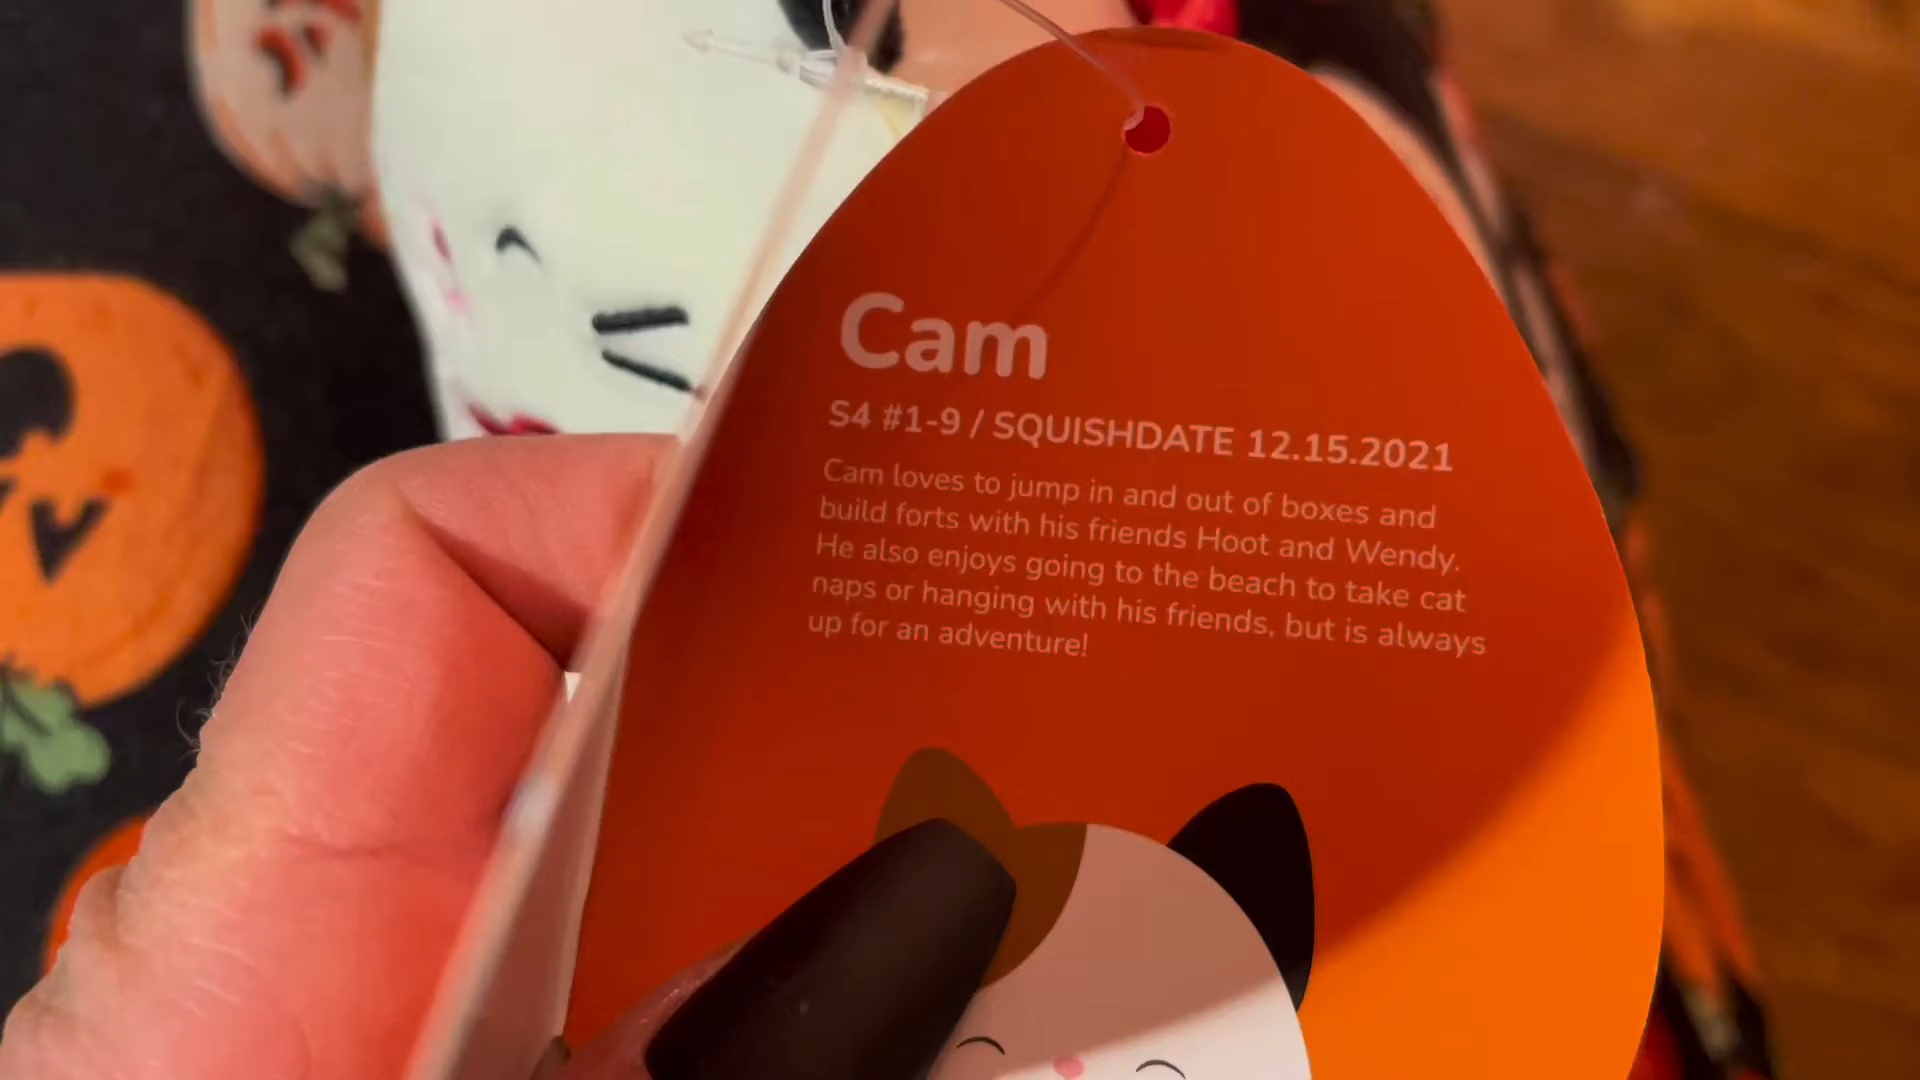 Cam
S4 #1-9 / SQUISHDATE 12.15.2021
Cam loves to jump in and out of boxes and
build forts with his friends Hoot and Wendy.
He also enjoys going to the beach to take cat
naps or hanging with his friends, but is always
up for an adventure!